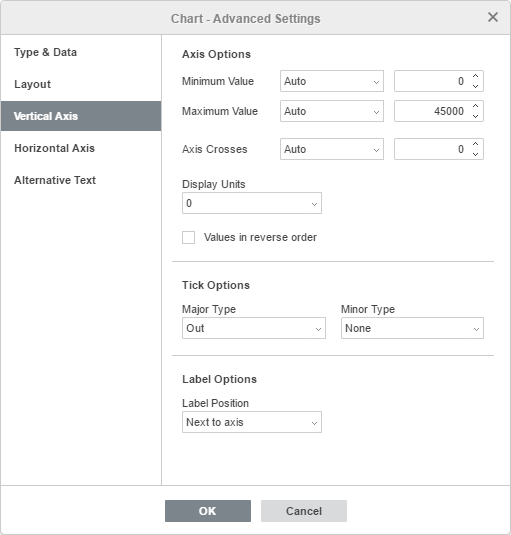 Chart - Advanced Settings
Type & Data
Layout
Vertical Axis
Horizontal Axis
Alternative Text
Axis Options
Minimum Value Auto 0
Maximum Value Auto 45000
Axis Crosses Auto 0
Display Units
0
Values in reverse order
Tick Options
Major Type Minor Type
Out None
Label Options
Label Position
Next to axis
OK Cancel